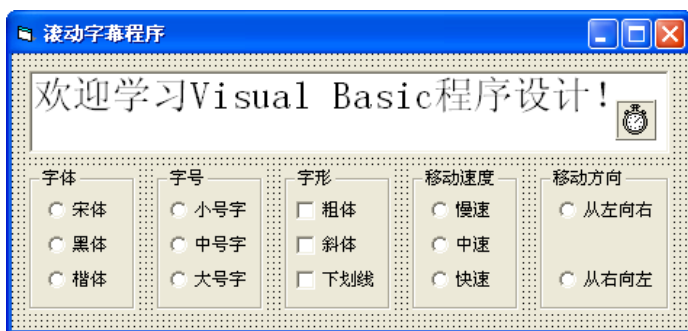 滚动字幕程序
欢迎学习Visual Basic程序设计!
字体
宋体
黑体
楷体
字号
小号字
中号字
大号字
字形
粗体
斜体
下划线
移动速度
慢速
中速
快速
移动方向
从左向右
从右向左